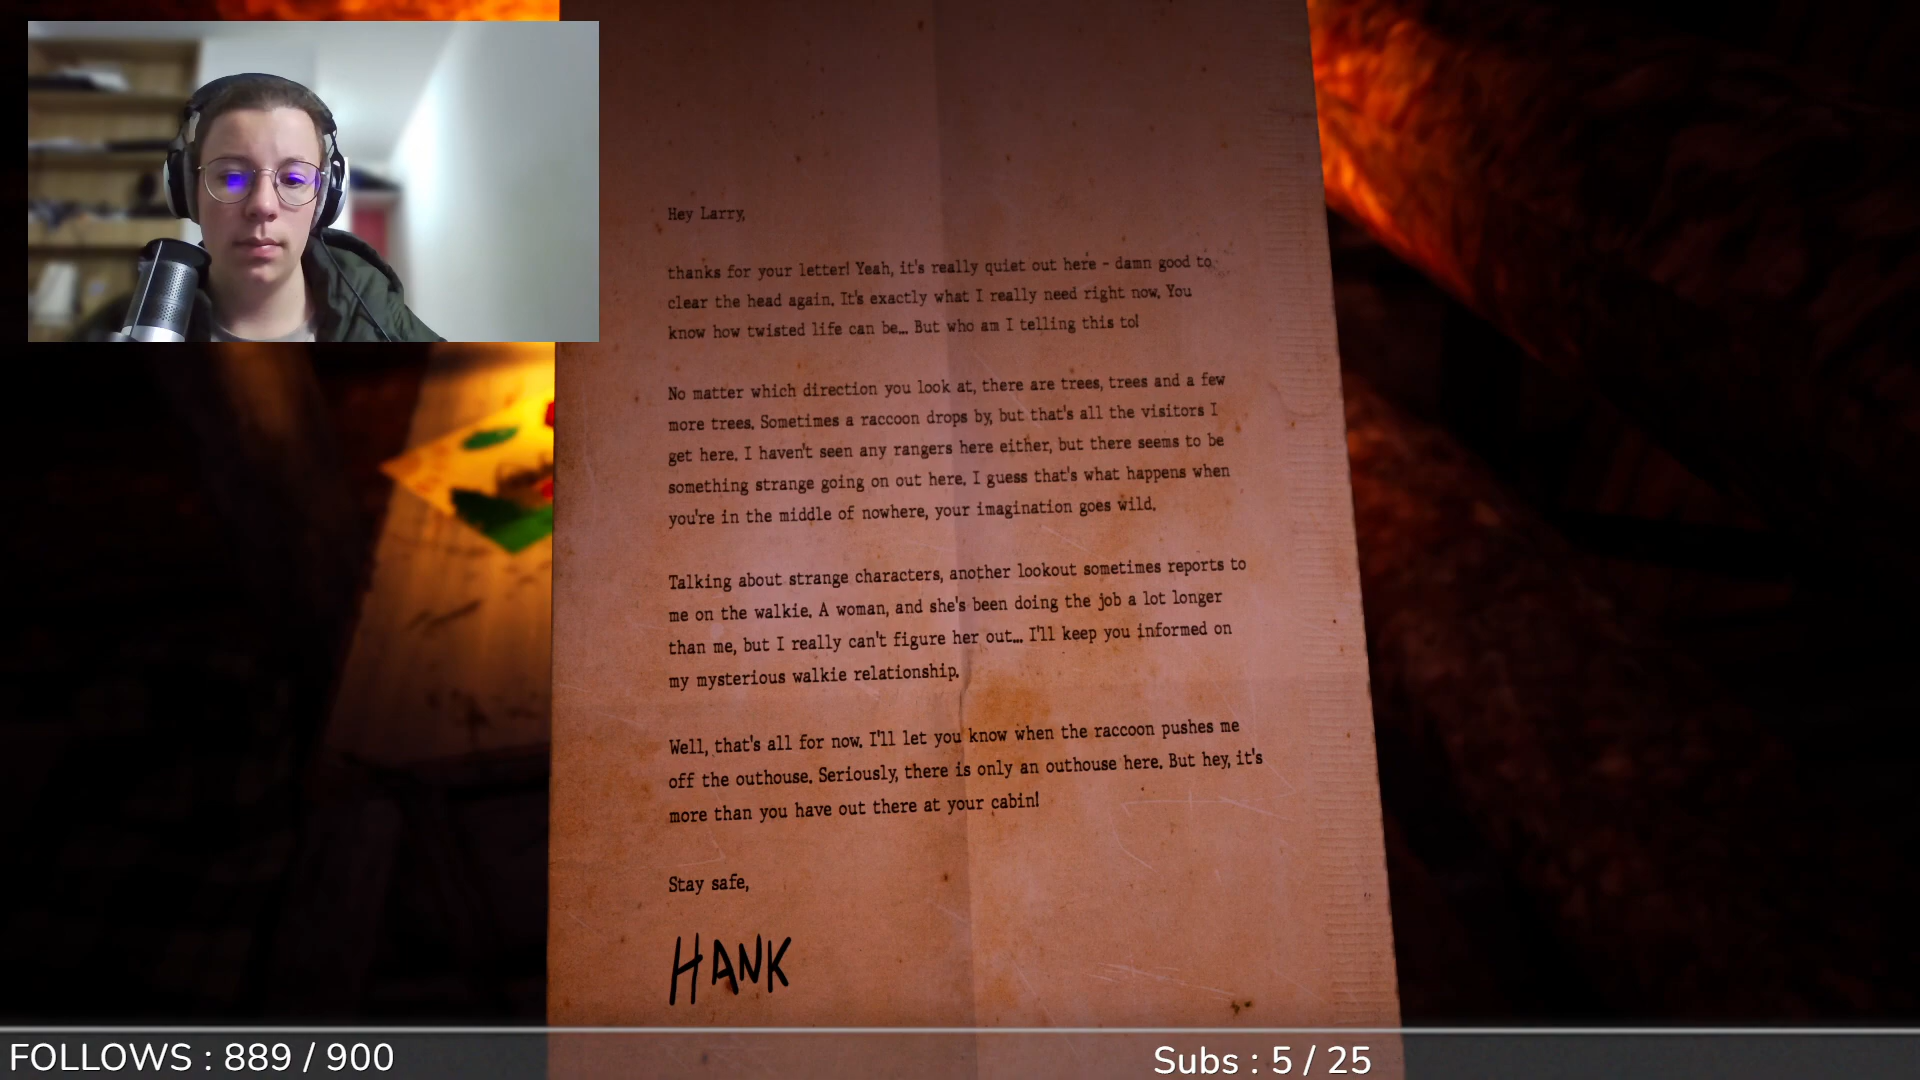 Hey Larry,
thanks for your letter! Yeah, it's really quiet out here - damn good to
clear the head again. It's exactly what I really need right now. You
know how twisted life can be... But who am I telling this to!
No matter which direction you look at, there are trees, trees and a few
more trees. Sometimes a raccoon drops by, but that's all the visitors I
get here. I haven't seen any rangers here either, but there seems to be
something strange going on out here. I guess that's what happens when
you're in the middle of nowhere, your imagination goes wild.
Talking about strange characters, another lookout sometimes reports to
me on the walkie. A woman, and she's been doing the job a lot longer
than me, but I really can't figure her out... I'll keep you informed on
my mysterious walkie relationship.
Well, that's all for now. I'll let you know when the raccoon pushes me
off the outhouse. Seriously, there is only an outhouse here. But hey, it's
more than you have out there at your cabin!
Stay safe,
HANK
FOLLOWS : 889 / 900
Subs : 5 / 25